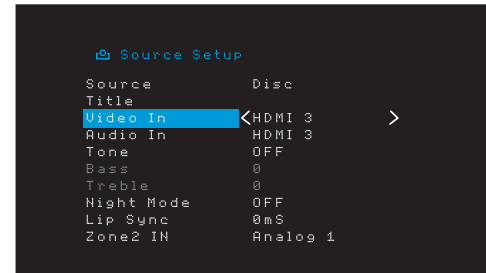 Source Setup
Source Disc
Title
Video In < HDMI 3 >
Audio In HDMI 3
Tone OFF
Bass 0
Treble 0
Night Mode OFF
Lip Sync 0mS
Zone2 IN Analog 1